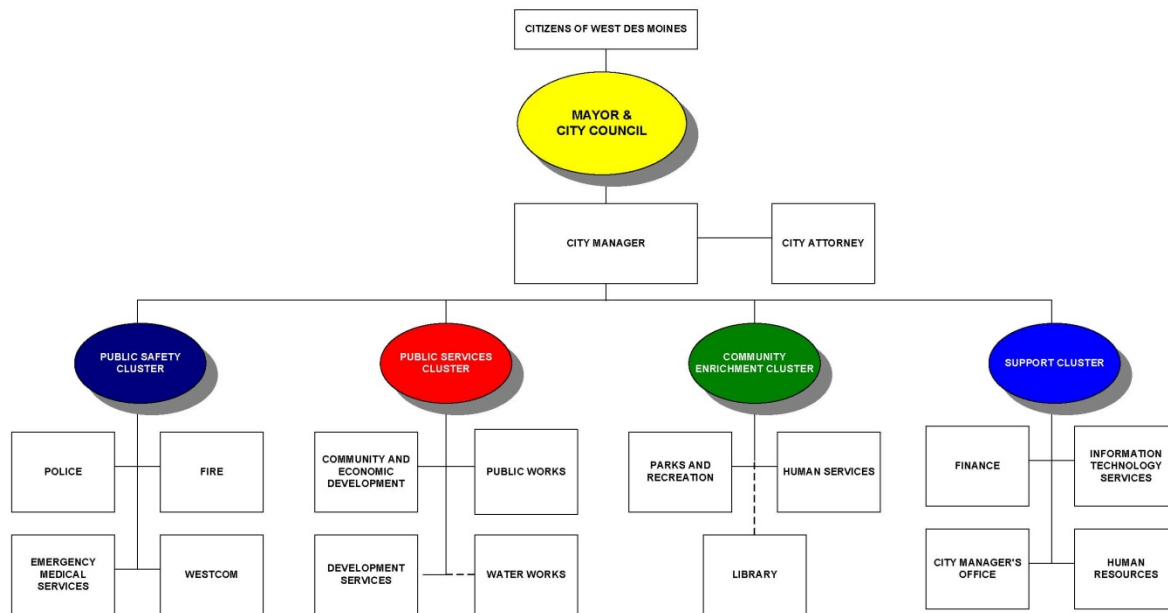 CITIZENS OF WEST DES MOINES
MAYOR &
CITY COUNCIL
CITY MANAGER
CITY ATTORNEY
PUBLIC SAFETY
CLUSTER
PUBLIC SERVICES
CLUSTER
COMMUNITY
ENRICHMENT CLUSTER
SUPPORT CLUSTER
POLICE
FIRE
COMMUNITY AND
ECONOMIC
DEVELOPMENT
PUBLIC WORKS
PARKS AND
RECREATION
HUMAN SERVICES
FINANCE
INFORMATION
TECHNOLOGY
SERVICES
EMERGENCY
MEDICAL
SERVICES
WESTCOM
DEVELOPMENT
SERVICES
WATER WORKS
LIBRARY
CITY MANAGER'S
OFFICE
HUMAN
RESOURCES